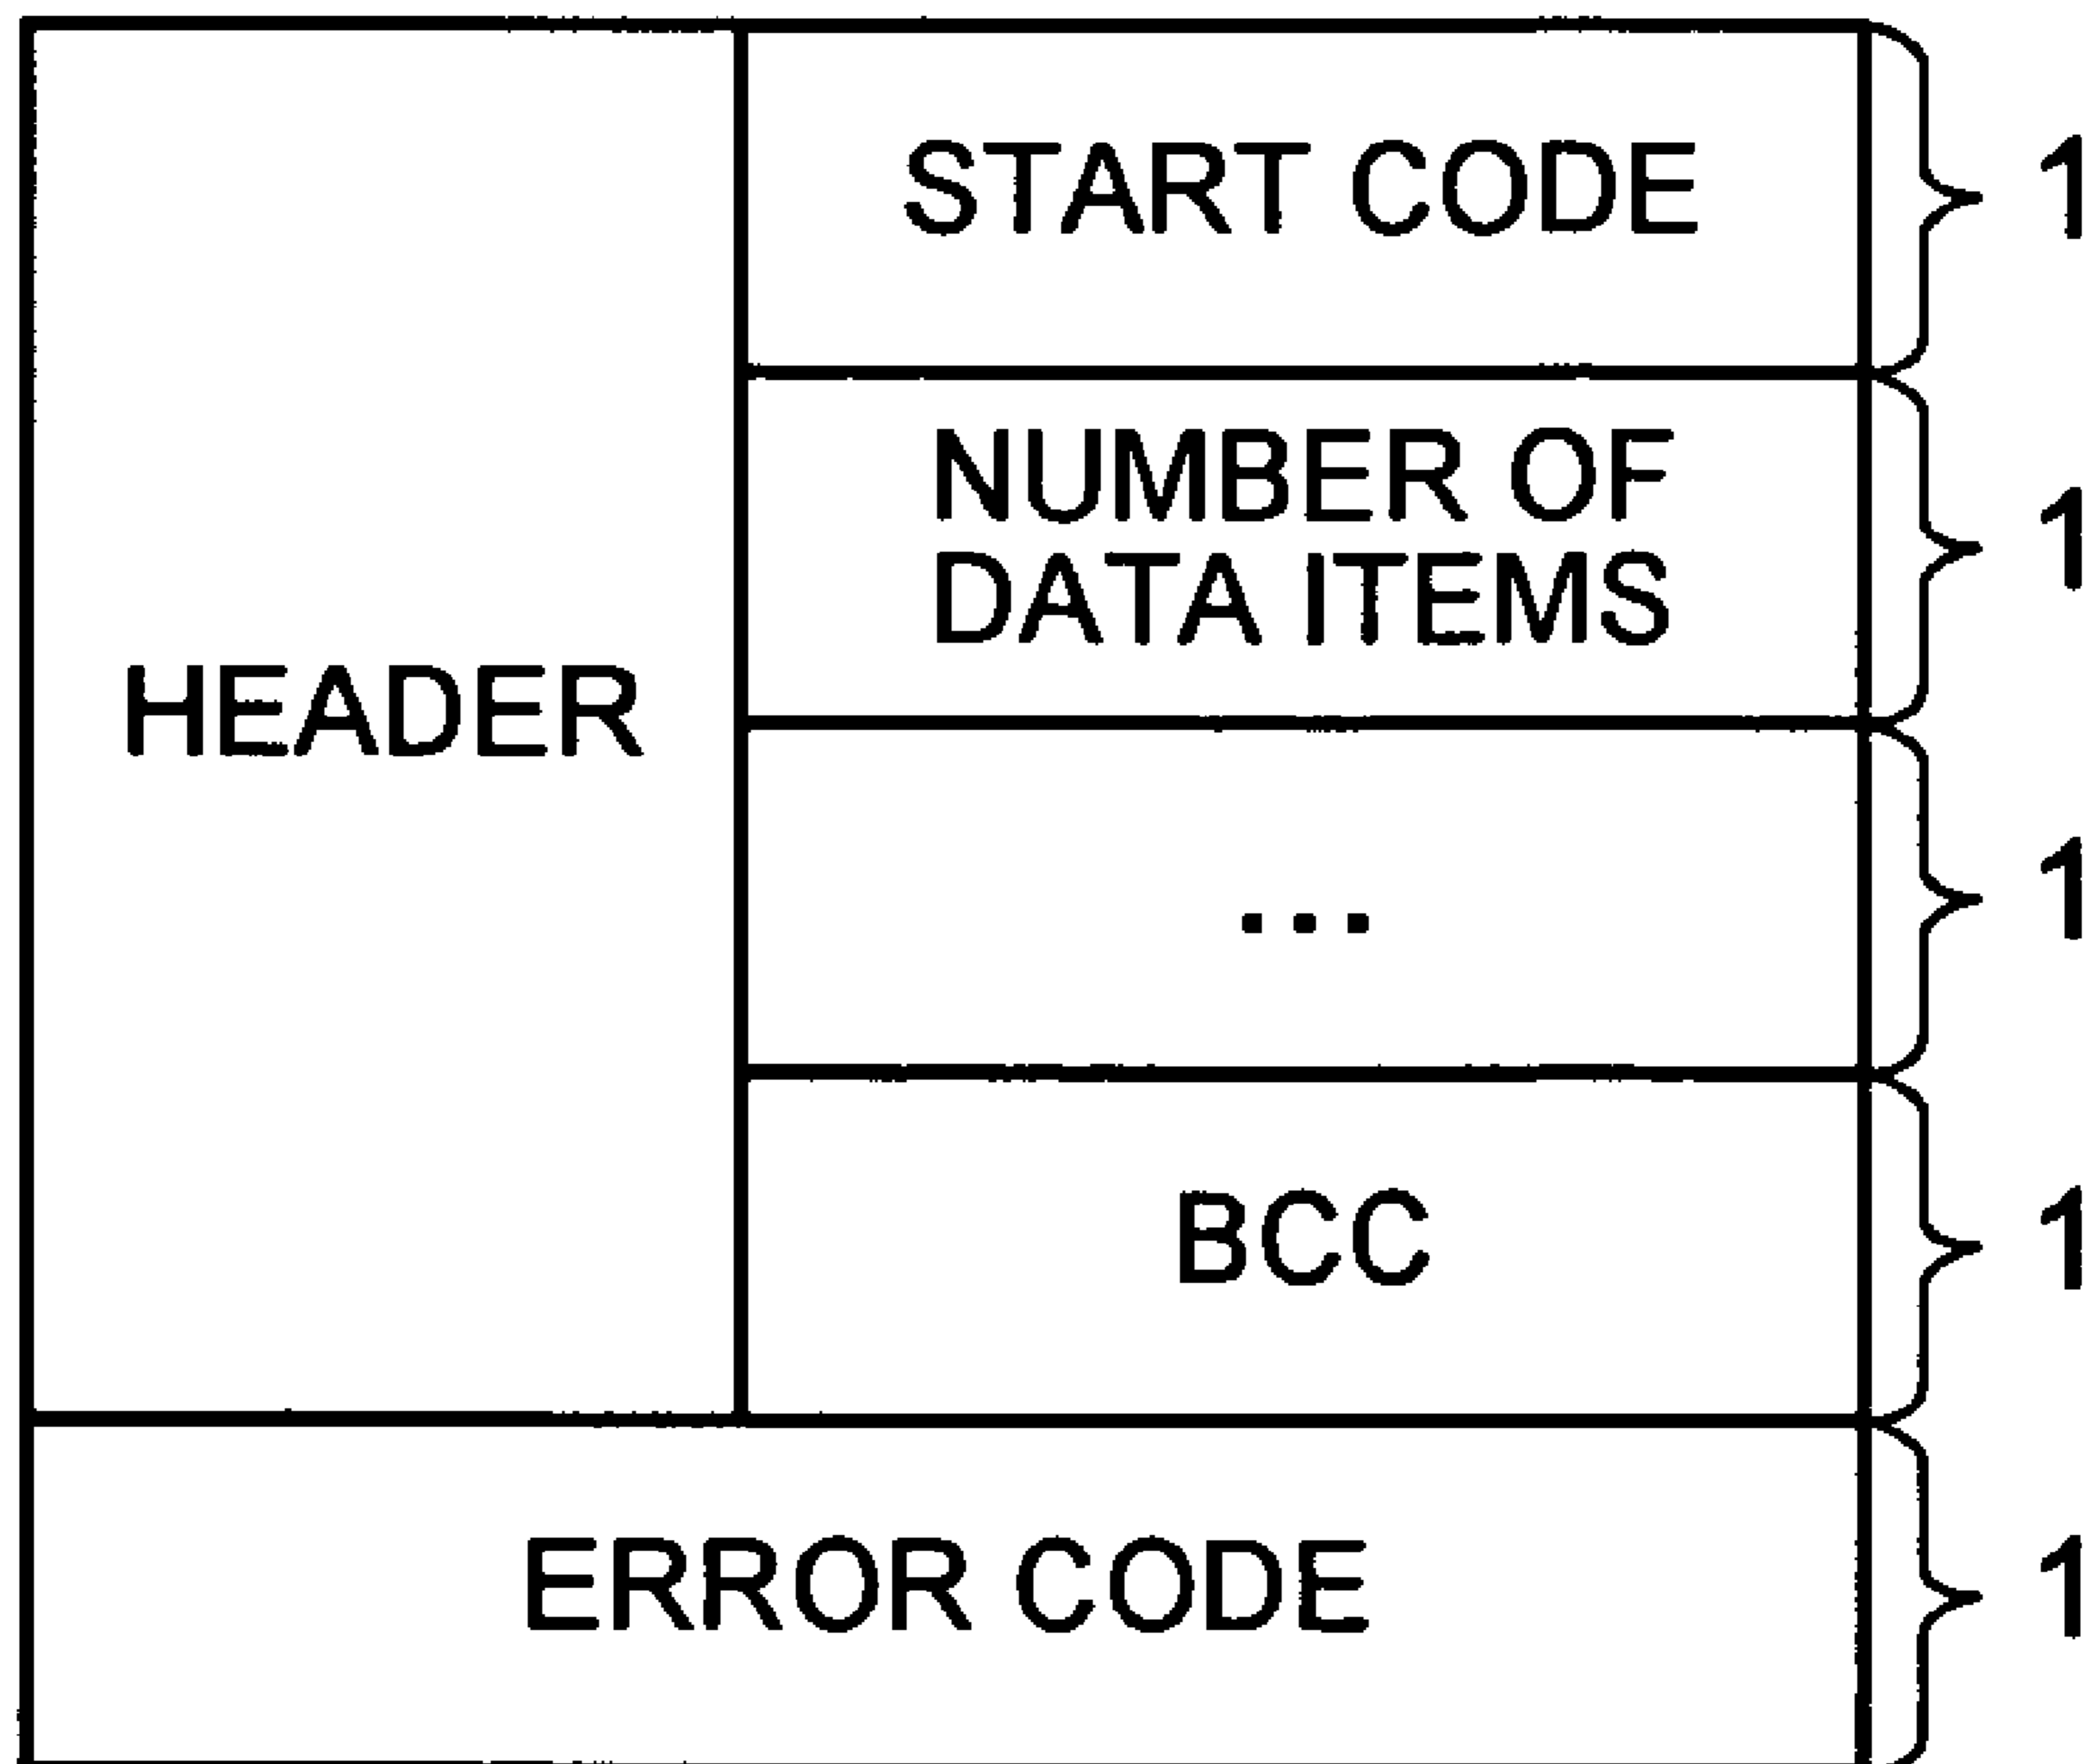 START CODE
1
NUMBER OF
DATA ITEMS
1
HEADER
...
1
BCC
1
ERROR CODE
1